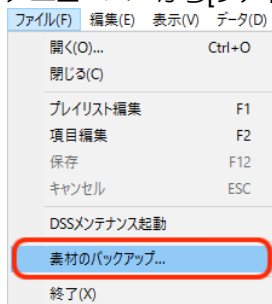 ファイル(F) 編集(E) 表示(V) データ(D)
開く(O)... Ctrl+O
閉じる(C)
プレイリスト編集 F1
項目編集 F2
保存 F12
キャンセル ESC
DSSメンテナンス起動
素材のバックアップ...
終了(X)